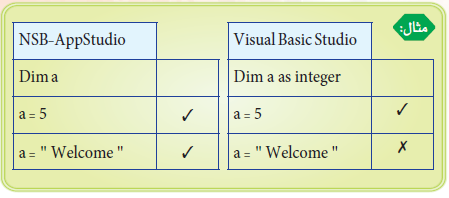 مثال:
NSB-AppStudio
Dim a
a = 5 ✓
a = " Welcome " ✓
Visual Basic Studio
Dim a as integer
a = 5 ✓
a = " Welcome " ✗